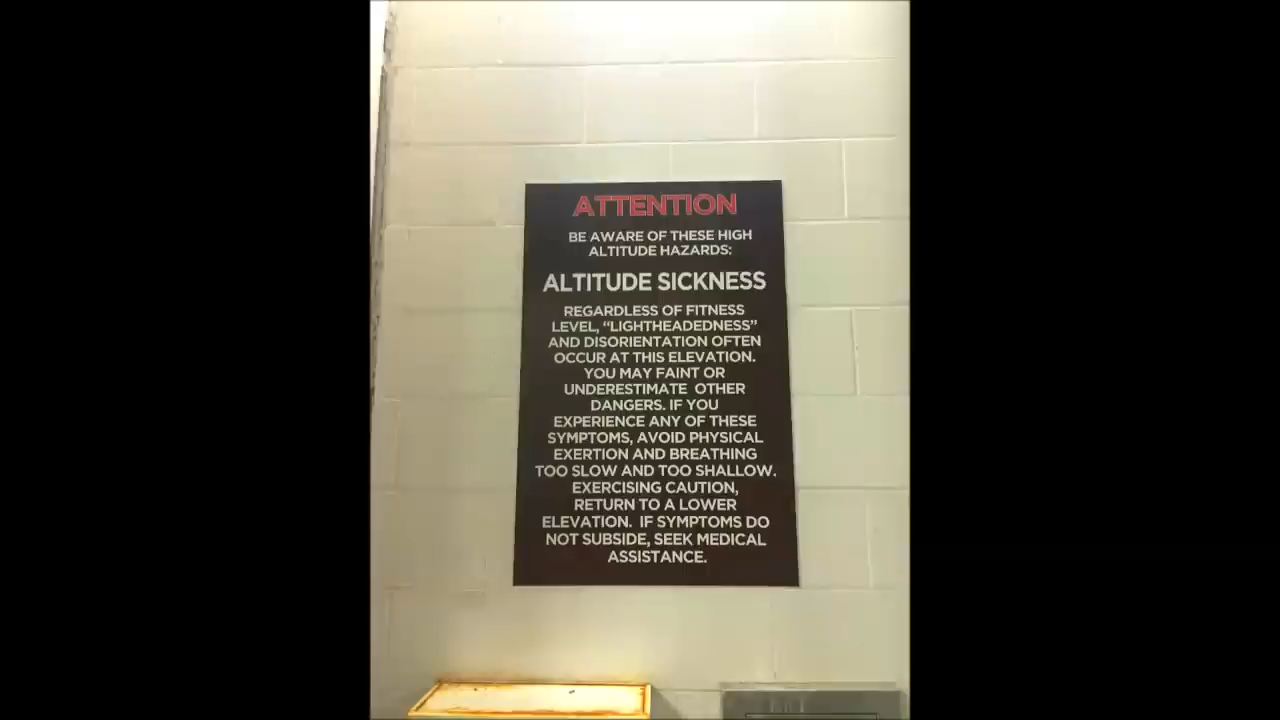 ATTENTION
BE AWARE OF THESE HIGH
ALTITUDE HAZARDS:
ALTITUDE SICKNESS
REGARDLESS OF FITNESS
LEVEL, “LIGHTHEADEDNESS”
AND DISORIENTATION OFTEN
OCCUR AT THIS ELEVATION.
YOU MAY FAINT OR
UNDERESTIMATE OTHER
DANGERS. IF YOU
EXPERIENCE ANY OF THESE
SYMPTOMS, AVOID PHYSICAL
EXERTION AND BREATHING
TOO SLOW AND TOO SHALLOW.
EXERCISING CAUTION,
RETURN TO A LOWER
ELEVATION. IF SYMPTOMS DO
NOT SUBSIDE, SEEK MEDICAL
ASSISTANCE.